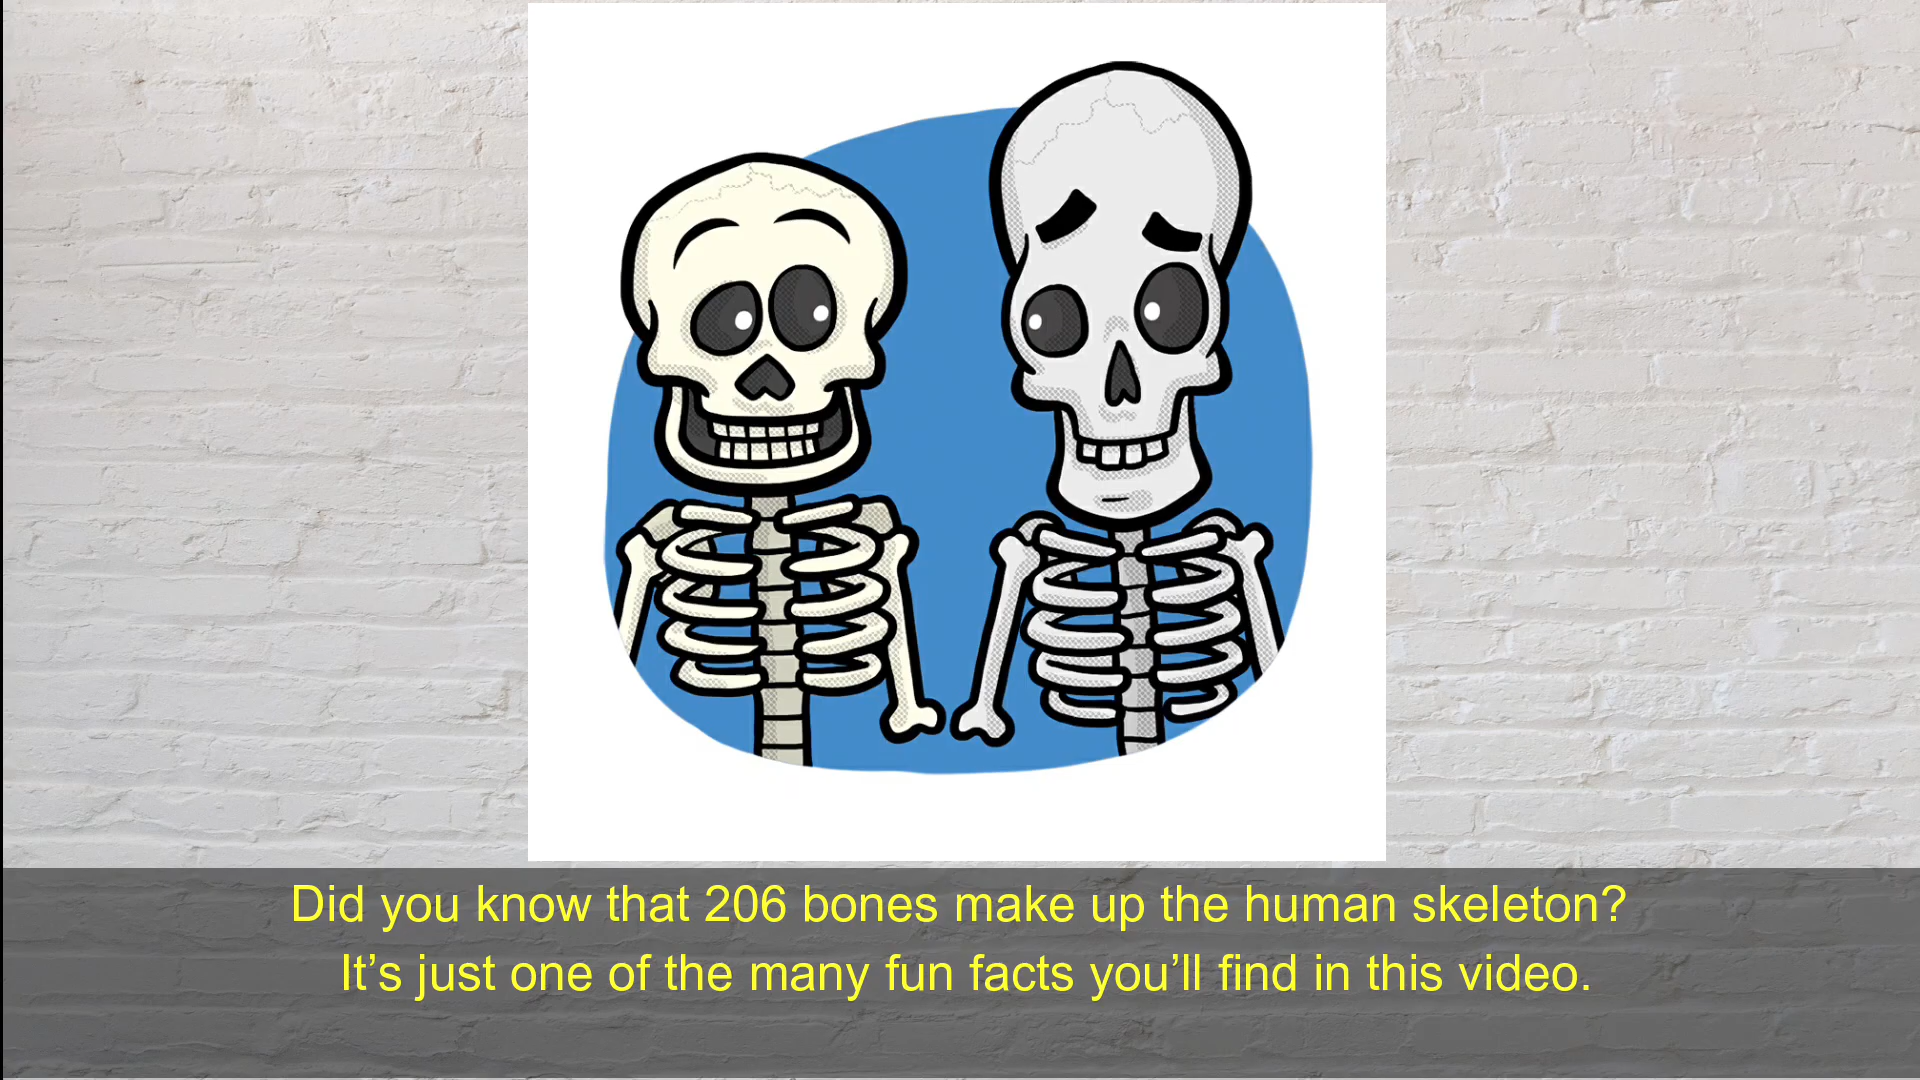 Did you know that 206 bones make up the human skeleton?
It’s just one of the many fun facts you’ll find in this video.